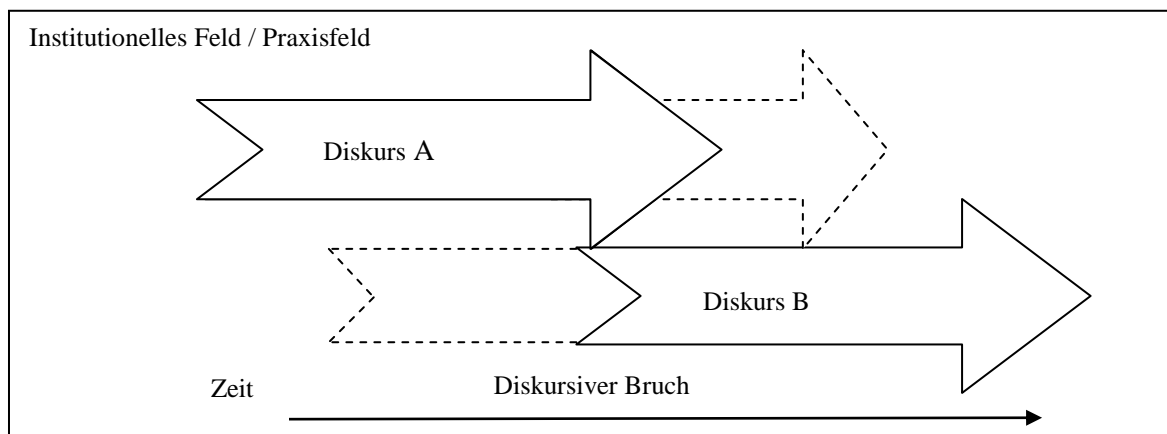 Institutionelles Feld / Praxisfeld
Diskurs A
Diskurs B
Zeit
Diskursiver Bruch